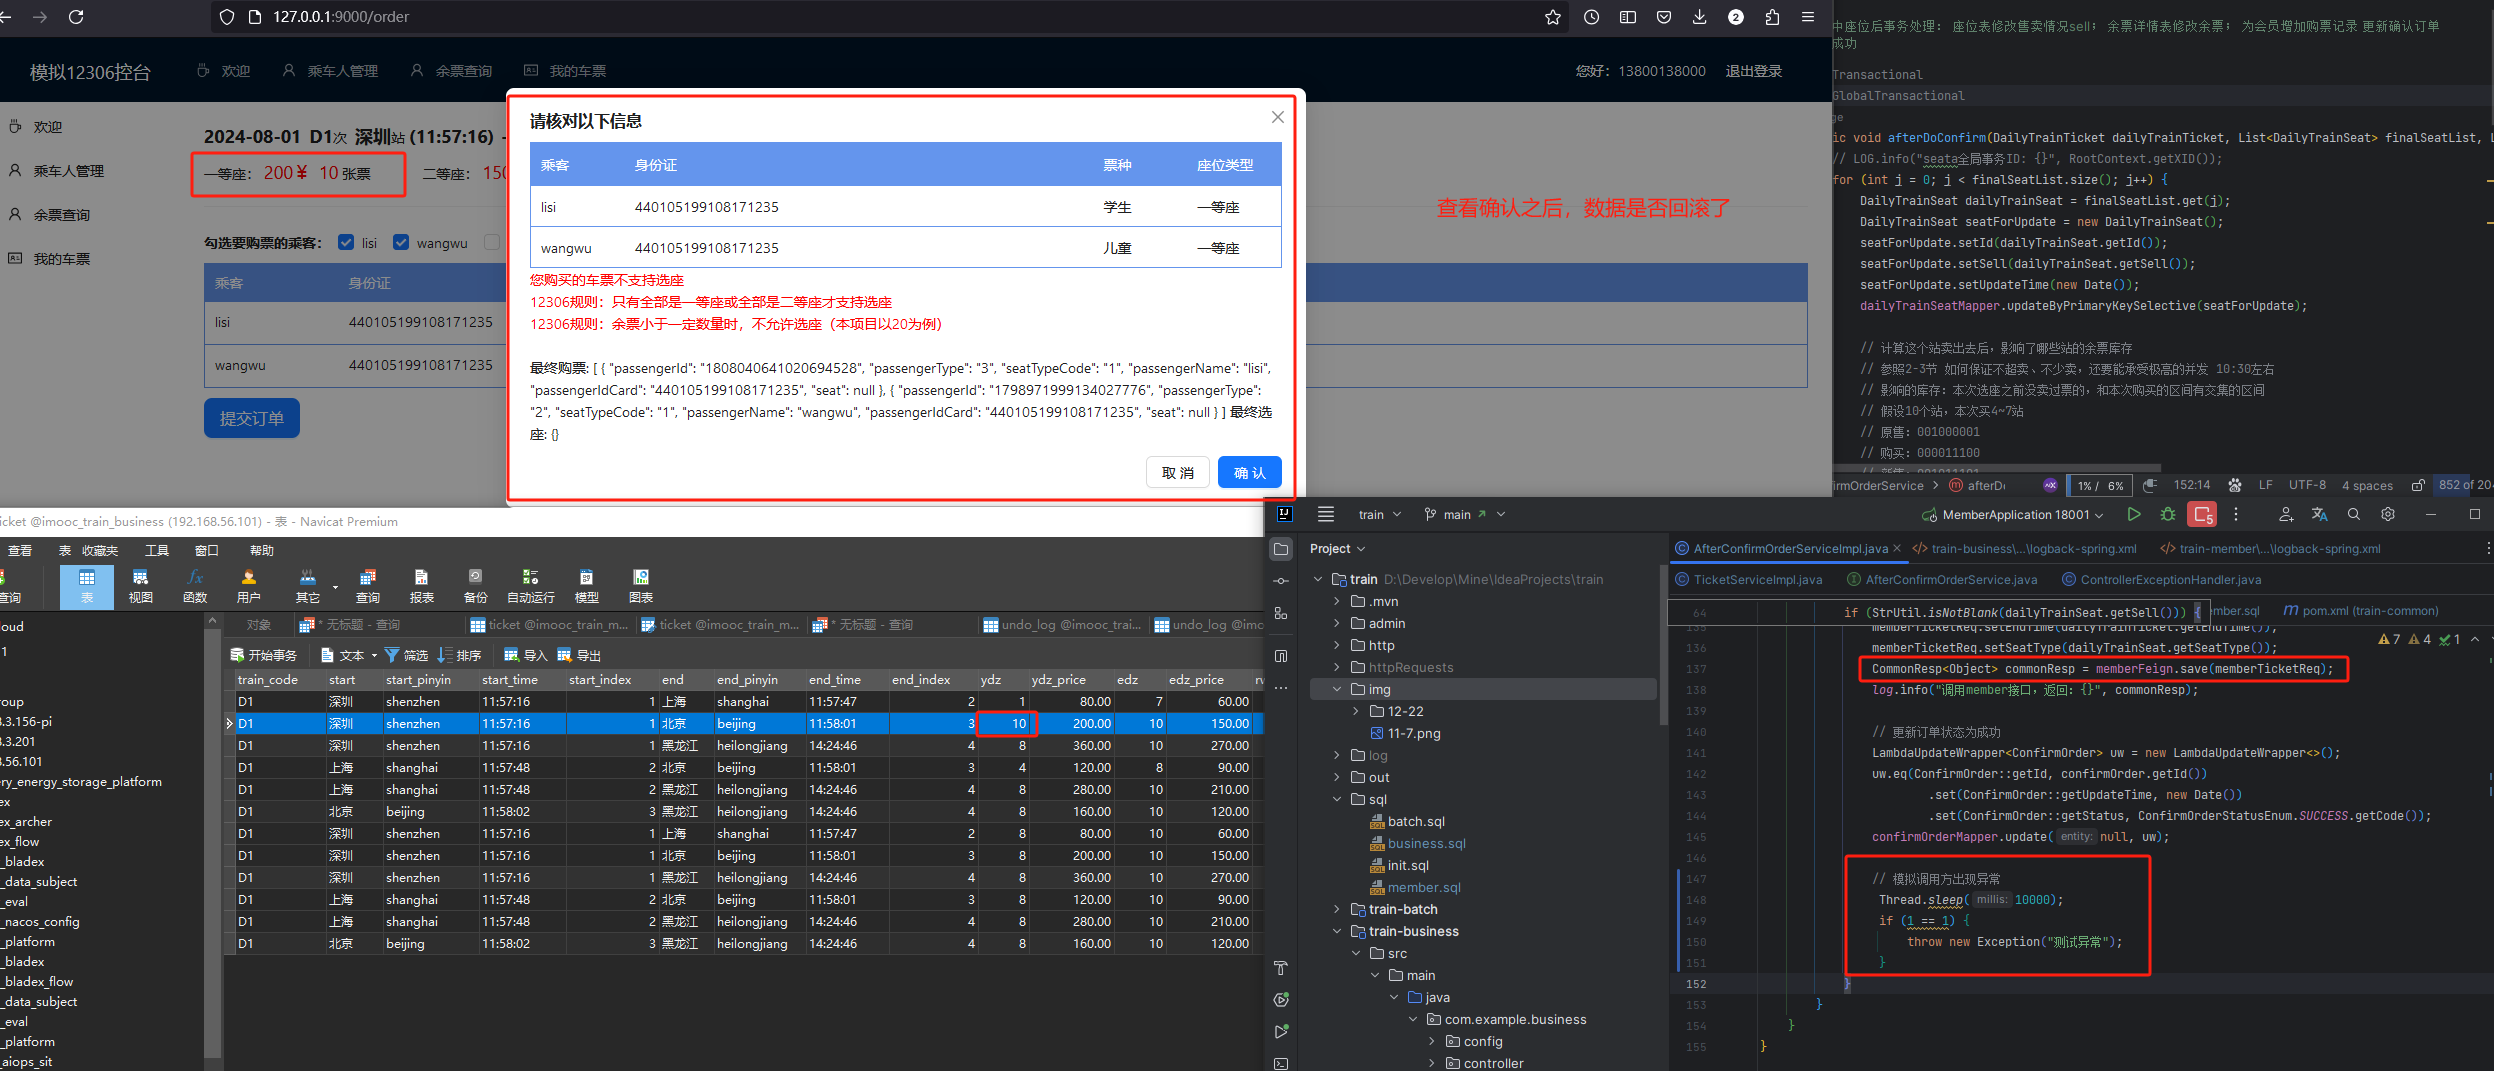 127.0.0.1:9000/order
模拟12306控台
欢迎
乘车人管理
余票查询
我的车票
您好：13800138000
退出登录
欢迎
乘车人管理
余票查询
我的车票
2024-08-01 D1次 深圳站 (11:57:16) -
一等座：200￥ 10 张票
二等座：150
勾选要购票的乘客：
lisi
wangwu
乘客
身份证
lisi
440105199108171235
wangwu
440105199108171235
提交订单
请核对以下信息
乘客 身份证 票种 座位类型
lisi 440105199108171235 学生 一等座
wangwu 440105199108171235 儿童 一等座
您购买的车票不支持选座
12306规则：只有全部是一等座或全部是二等座才支持选座
12306规则：余票小于一定数量时，不允许选座（本项目以20为例）
最终购票: [ { "passengerId": "1808040641020694528", "passengerType": "3", "seatTypeCode": "1", "passengerName": "lisi",
"passengerIdCard": "440105199108171235", "seat": null }, { "passengerId": "1798971999134027776", "passengerType":
"2", "seatTypeCode": "1", "passengerName": "wangwu", "passengerIdCard": "440105199108171235", "seat": null } ] 最终选
座: {}
取 消
确 认
查看确认之后，数据是否回滚了
中座位后事务处理： 座位表修改售卖情况sell； 余票详情表修改余票； 为会员增加购票记录 更新确认订单
成功
Transactional
GlobalTransactional
ge
ic void afterDoConfirm(DailyTrainTicket dailyTrainTicket, List<DailyTrainSeat> finalSeatList, L
// LOG.info("seata全局事务ID: {}", RootContext.getXID());
for (int j = 0; j < finalSeatList.size(); j++) {
DailyTrainSeat dailyTrainSeat = finalSeatList.get(j);
DailyTrainSeat seatForUpdate = new DailyTrainSeat();
seatForUpdate.setId(dailyTrainSeat.getId());
seatForUpdate.setSell(dailyTrainSeat.getSell());
seatForUpdate.setUpdateTime(new Date());
dailyTrainSeatMapper.updateByPrimaryKeySelective(seatForUpdate);
// 计算这个站卖出去后，影响了哪些站的余票库存
// 参照2-3节 如何保证不超卖、不少卖，还要能承受极高的并发 10:30左右
// 影响的库存：本次选座之前没卖过票的，和本次购买的区间有交集的区间
// 假设10个站，本次买4~7站
// 原售：001000001
// 购买：000011100
// 新售：001011101
irmOrderService > afterD
1% / 6%
152:14
LF
UTF-8
4 spaces
852 of 204
ticket @imooc_train_business (192.168.56.101) - 表 - Navicat Premium
查看 表 收藏夹 工具 窗口 帮助
查询 表 视图 函数 用户 其它 查询 报表 备份 自动运行 模型 图表
对象
* 无标题 - 查询
ticket @imooc_train_m...
ticket @imooc_train_m...
* 无标题 - 查询
undo_log @imooc_trai...
undo_log @imo
开始事务 文本 筛选 排序 导入 导出
train_code start start_pinyin start_time start_index end end_pinyin end_time end_index ydz ydz_price edz edz_price
D1 深圳 shenzhen 11:57:16 1 上海 shanghai 11:57:47 2 1 80.00 7 60.00
D1 深圳 shenzhen 11:57:16 1 北京 beijing 11:58:01 3 10 200.00 10 150.00
D1 深圳 shenzhen 11:57:16 1 黑龙江 heilongjiang 14:24:46 4 8 360.00 10 270.00
D1 上海 shanghai 11:57:48 2 北京 beijing 11:58:01 3 4 120.00 8 90.00
D1 上海 shanghai 11:57:48 2 黑龙江 heilongjiang 14:24:46 4 8 280.00 10 210.00
D1 北京 beijing 11:58:02 3 黑龙江 heilongjiang 14:24:46 4 8 160.00 10 120.00
D1 深圳 shenzhen 11:57:16 1 上海 shanghai 11:57:47 2 8 80.00 10 60.00
D1 深圳 shenzhen 11:57:16 1 北京 beijing 11:58:01 3 8 200.00 10 150.00
D1 深圳 shenzhen 11:57:16 1 黑龙江 heilongjiang 14:24:46 4 8 360.00 10 270.00
D1 上海 shanghai 11:57:48 2 北京 beijing 11:58:01 3 8 120.00 10 90.00
D1 上海 shanghai 11:57:48 2 黑龙江 heilongjiang 14:24:46 4 8 280.00 10 210.00
D1 北京 beijing 11:58:02 3 黑龙江 heilongjiang 14:24:46 4 8 160.00 10 120.00
loud
1
roup
8.3.156-pi
8.3.201
8.56.101
ery_energy_storage_platform
ex
ex_archer
ex_flow
_bladex
_data_subject
_eval
_nacos_config
_platform
_bladex
_bladex_flow
_data_subject
_eval
_platform
_aiops_sit
train
main
MemberApplication 18001
Project
train D:\Develop\Mine\IdeaProjects\train
.mvn
admin
http
httpRequests
img
12-22
11-7.png
log
out
sql
batch.sql
business.sql
init.sql
member.sql
train-batch
train-business
src
main
java
com.example.business
config
controller
AfterConfirmOrderServiceImpl.java
train-business\...\logback-spring.xml
train-member\...\logback-spring.xml
TicketServiceImpl.java
AfterConfirmOrderService.java
ControllerExceptionHandler.java
ember.sql
pom.xml (train-common)
7 4 1
64 if (StrUtil.isNotBlank(dailyTrainSeat.getSell())) {
135 memberTicketReq.setEndTime(dailyTrainTicket.getEndTime());
136 memberTicketReq.setSeatType(dailyTrainSeat.getSeatType());
137 CommonResp<Object> commonResp = memberFeign.save(memberTicketReq);
138 log.info("调用member接口，返回：{}", commonResp);
139
140 // 更新订单状态为成功
141 LambdaUpdateWrapper<ConfirmOrder> uw = new LambdaUpdateWrapper<>();
142 uw.eq(ConfirmOrder::getId, confirmOrder.getId())
143 .set(ConfirmOrder::getUpdateTime, new Date())
144 .set(ConfirmOrder::getStatus, ConfirmOrderStatusEnum.SUCCESS.getCode());
145 confirmOrderMapper.update( entity: null, uw);
146
147 // 模拟调用方出现异常
148 Thread.sleep( millis: 10000);
149 if (1 == 1) {
150 throw new Exception("测试异常");
151 }
152 }
153 }
154 }
155 }